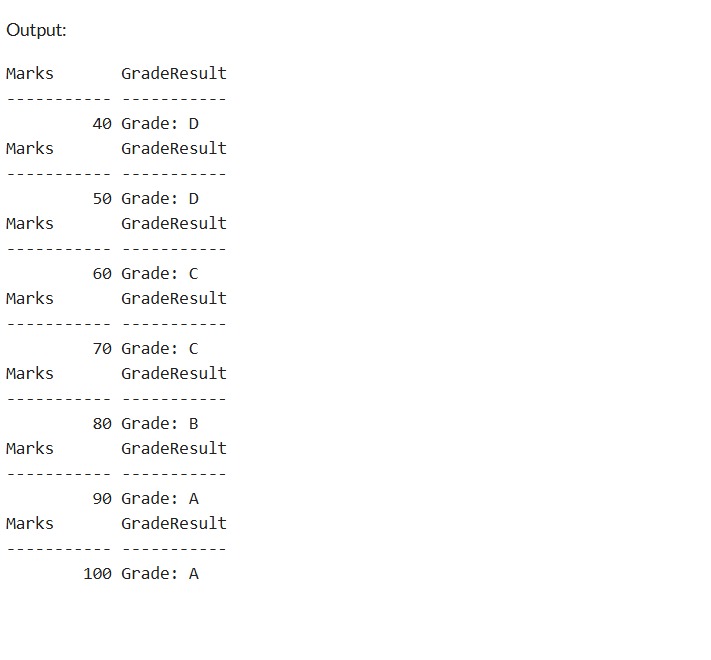 Output:
Marks       GradeResult
----------- -----------
         40 Grade: D
Marks       GradeResult
----------- -----------
         50 Grade: D
Marks       GradeResult
----------- -----------
         60 Grade: C
Marks       GradeResult
----------- -----------
         70 Grade: C
Marks       GradeResult
----------- -----------
         80 Grade: B
Marks       GradeResult
----------- -----------
         90 Grade: A
Marks       GradeResult
----------- -----------
        100 Grade: A